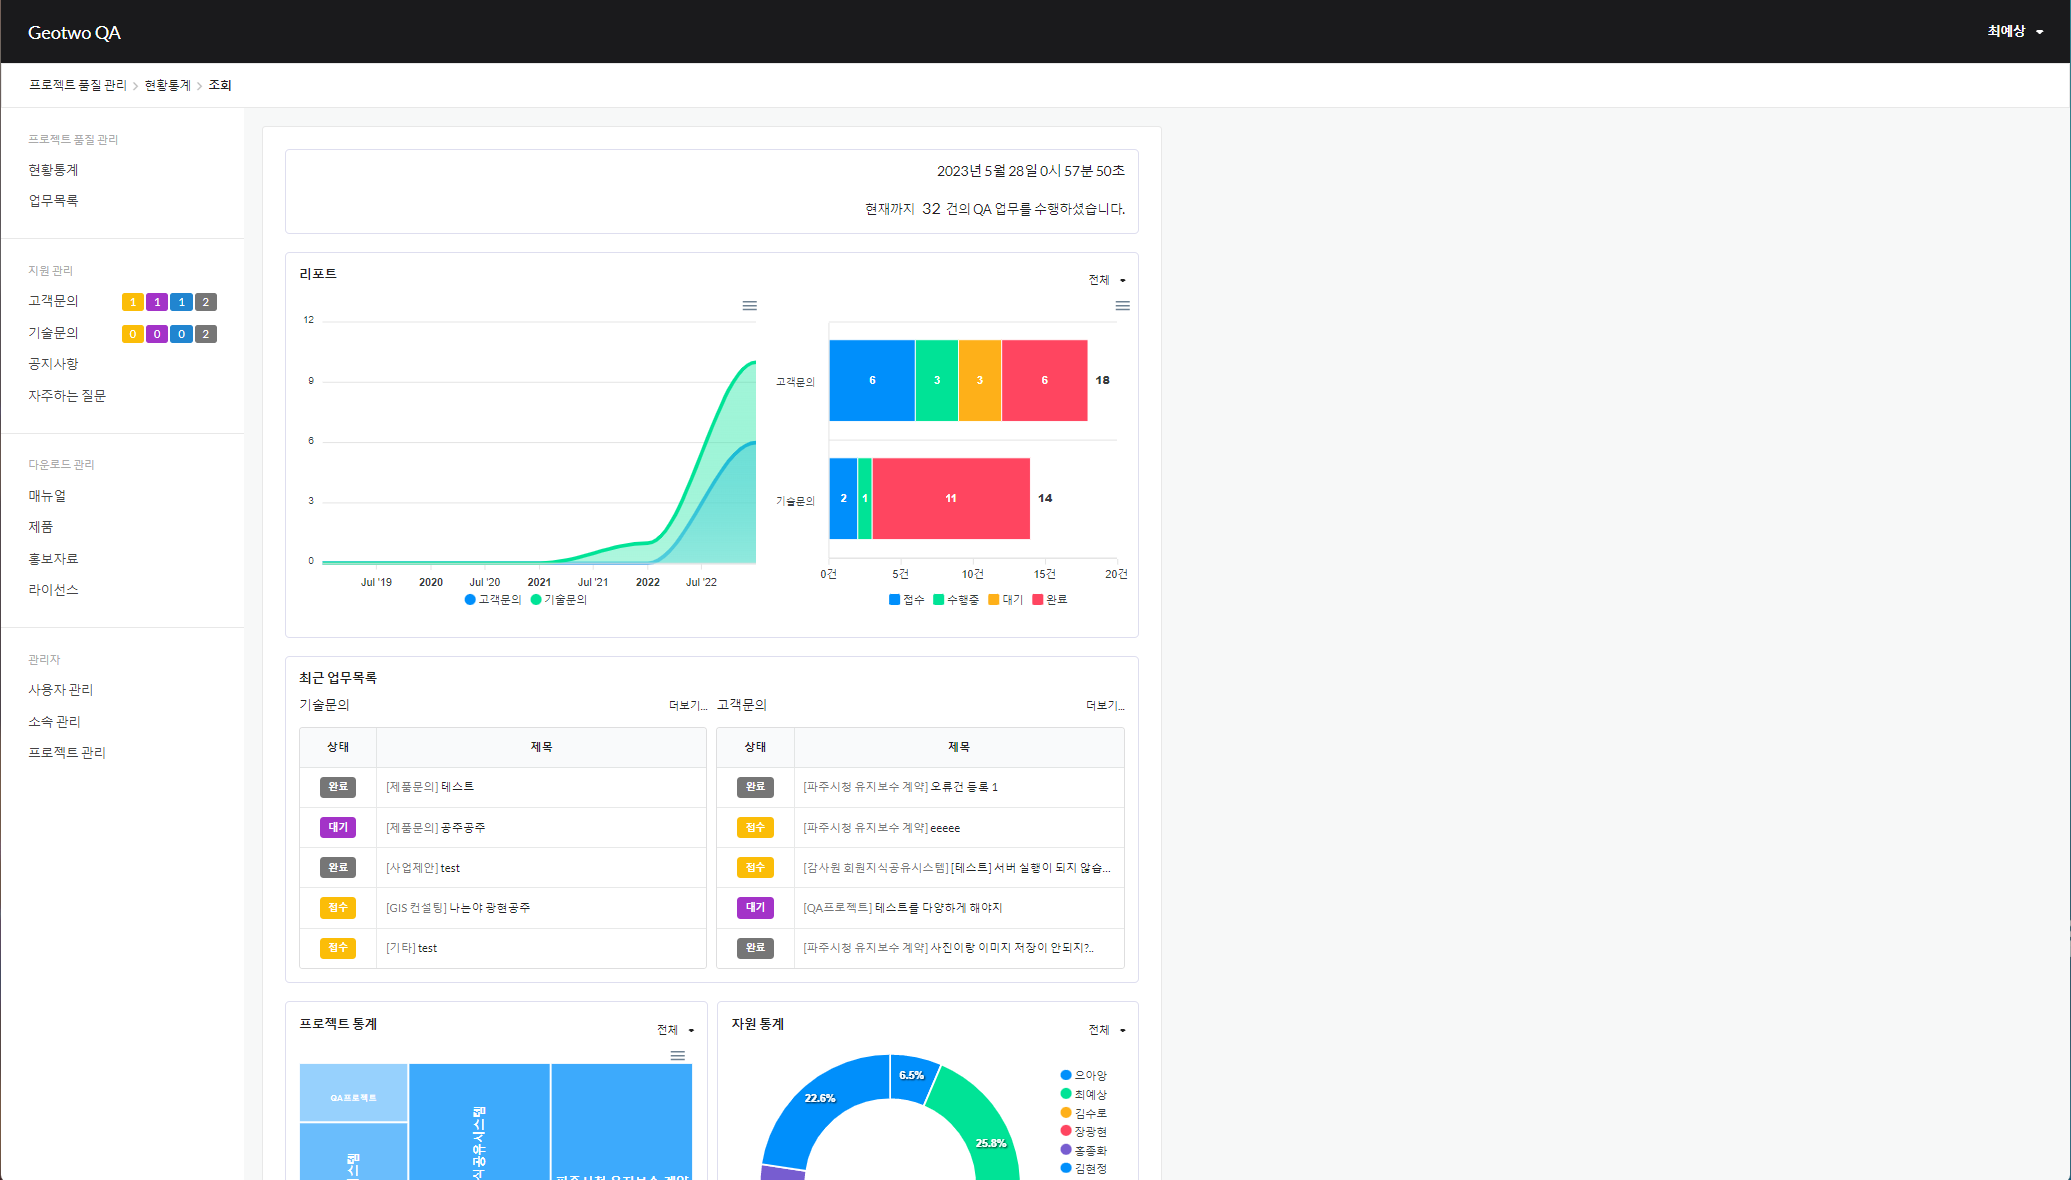 Geotwo QA
최예상
프로젝트 품질 관리 > 현황통계 > 조회
프로젝트 품질 관리
현황통계
업무목록
지원 관리
고객문의 1 1 1 2
기술문의 0 0 0 2
공지사항
자주하는 질문
다운로드 관리
매뉴얼
제품
홍보자료
라이선스
관리자
사용자 관리
소속 관리
프로젝트 관리
2023년 5월 28일 0시 57분 50초
현재까지 32 건의 QA 업무를 수행하셨습니다.
리포트
전체
12
9
6
3
0
Jul '19 2020 Jul '20 2021 Jul '21 2022 Jul '22
고객문의 기술문의
고객문의 6 3 3 6 18
기술문의 2 1 11 14
0건 5건 10건 15건 20건
접수 수행중 대기 완료
최근 업무목록
기술문의 더보기...
상태 제목
완료 [제품문의] 테스트
대기 [제품문의] 공주공주
완료 [사업제안] test
접수 [GIS 컨설팅] 나는야 광현공주
접수 [기타] test
고객문의 더보기...
상태 제목
완료 [파주시청 유지보수 계약] 오류건 등록 1
접수 [파주시청 유지보수 계약] eeeee
접수 [감사원 회원지식공유시스템] [테스트] 서버 실행이 되지 않습...
대기 [QA프로젝트] 테스트를 다양하게 해야지
완료 [파주시청 유지보수 계약] 사진이랑 이미지 저장이 안되지?..
프로젝트 통계
전체
QA프로젝트
스템
식공유시스템
파주시청 유지보수 계약
자원 통계
전체
6.5%
22.6%
25.8%
으아앙
최예상
김수로
장광현
홍종화
김현정